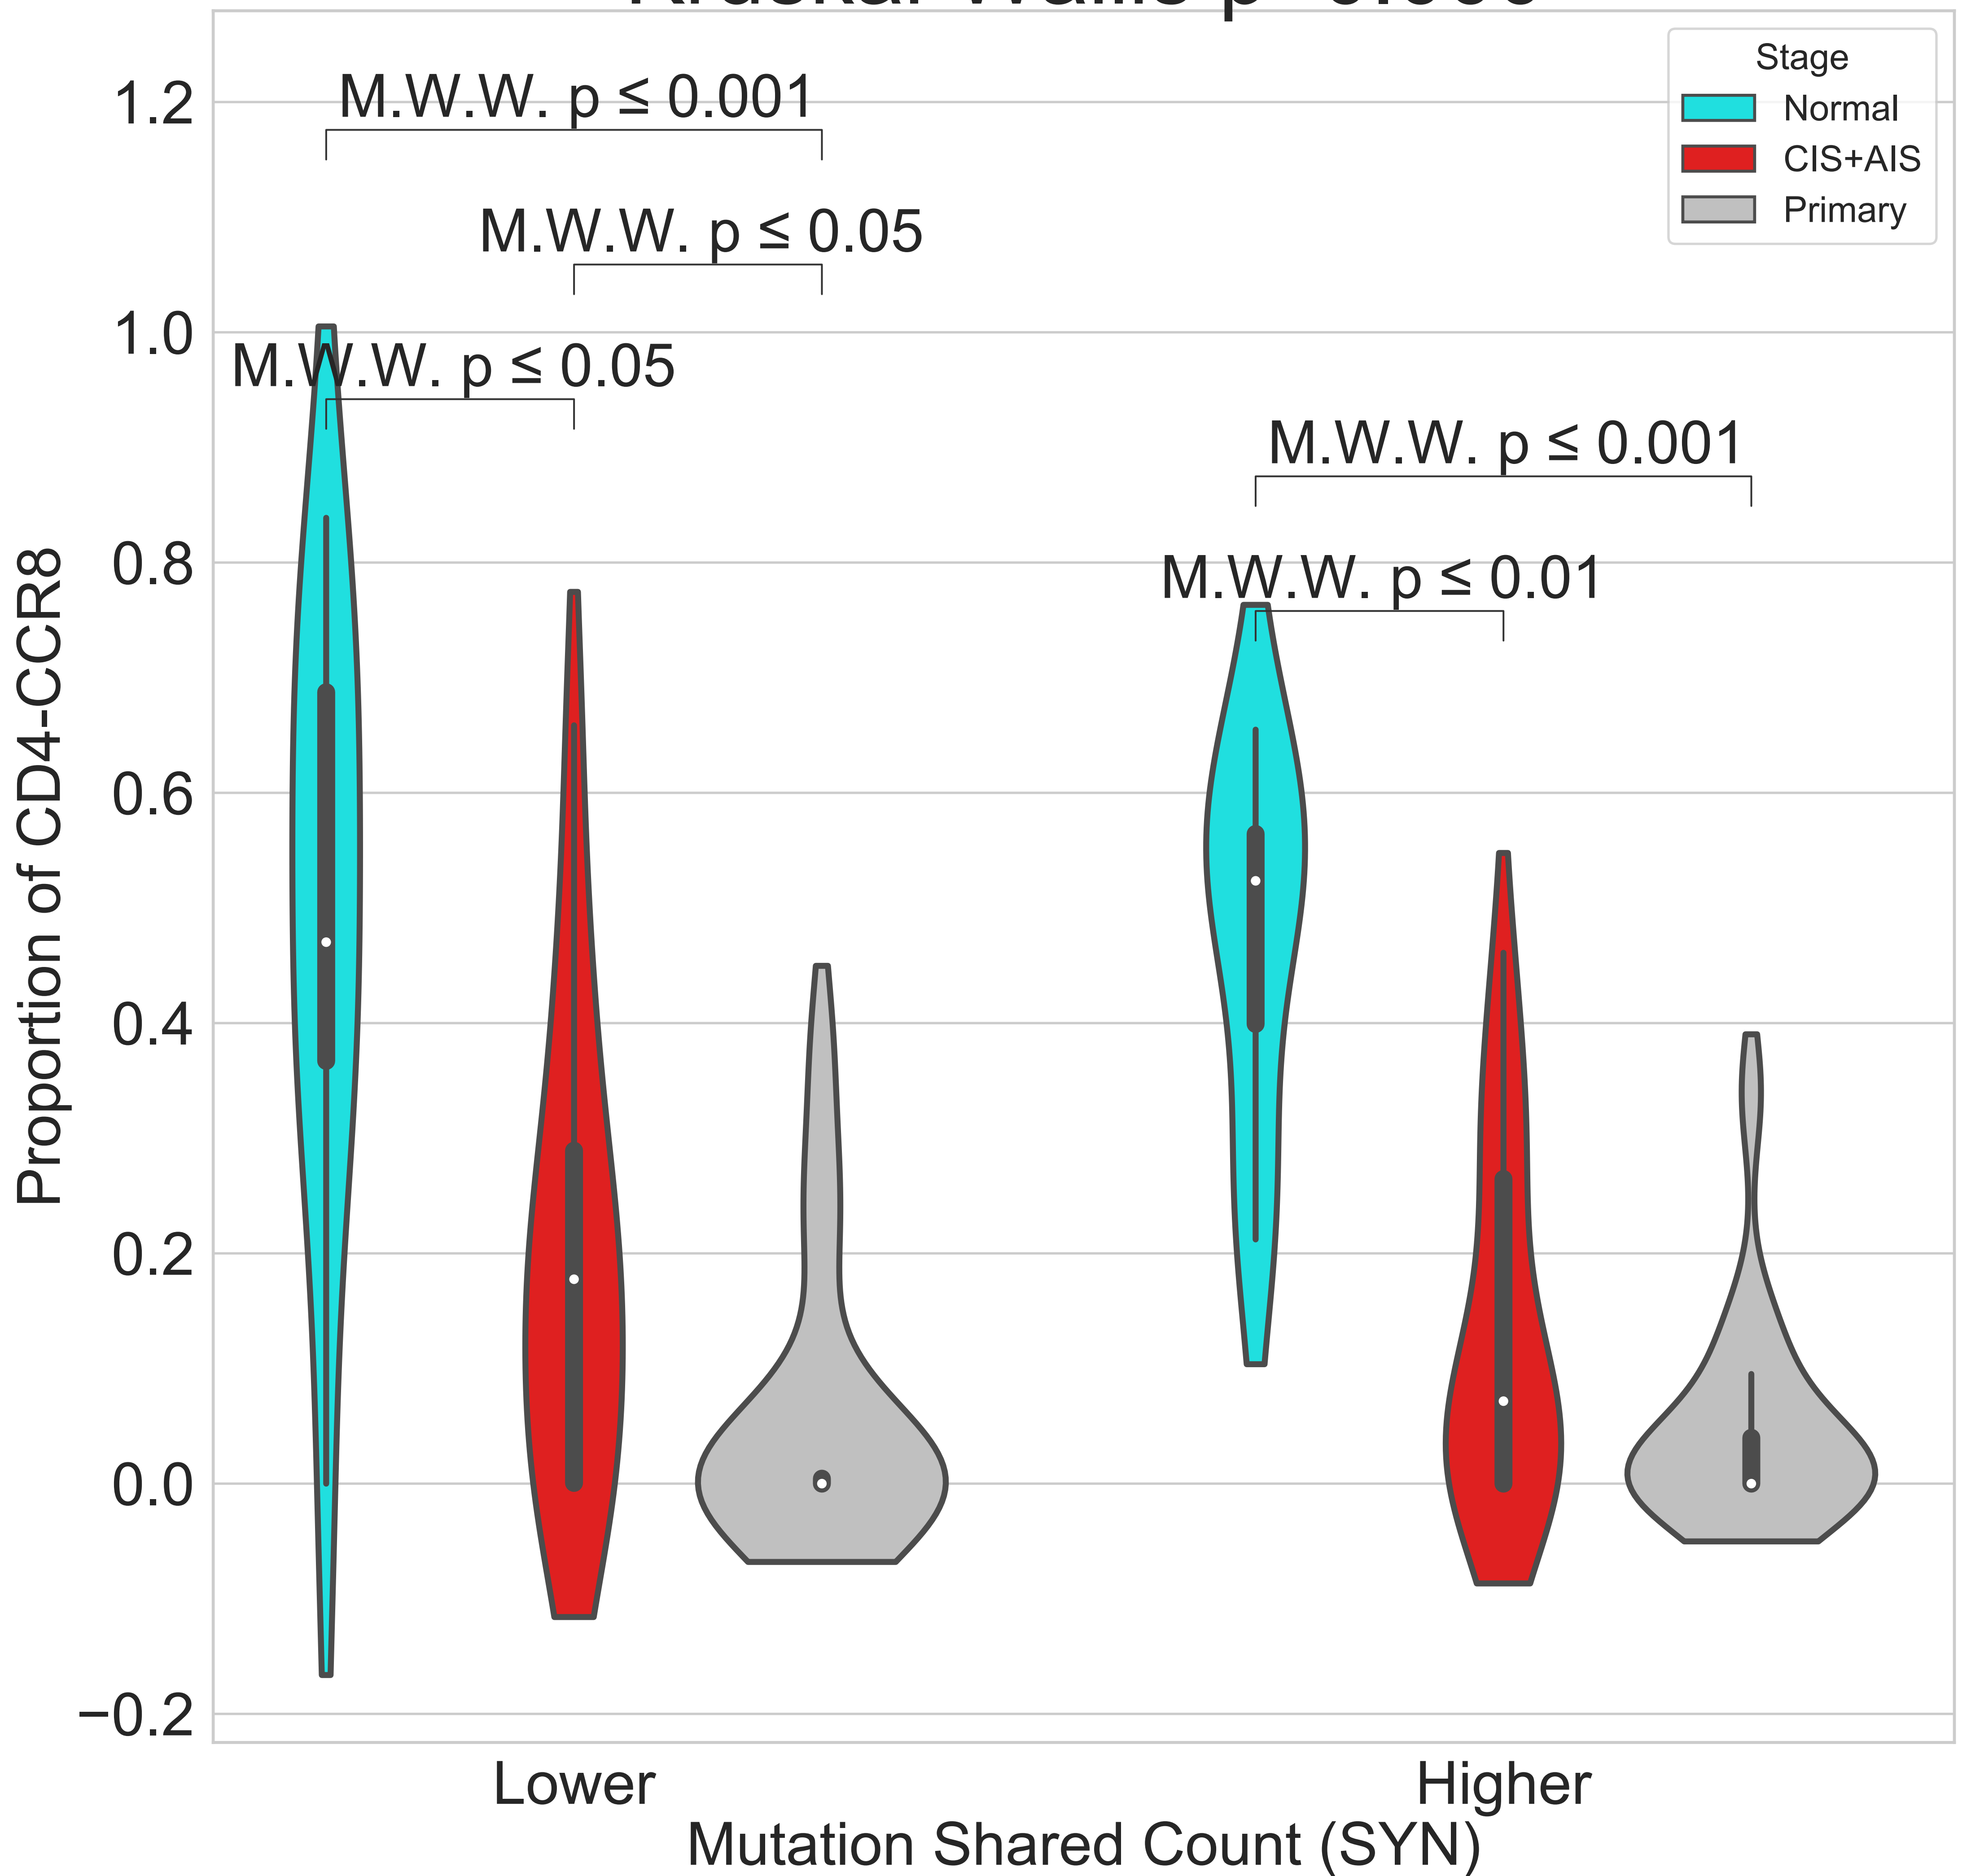 Stage
Normal
CIS+AIS
Primary
M.W.W. p ≤ 0.001
M.W.W. p ≤ 0.05
M.W.W. p ≤ 0.05
M.W.W. p ≤ 0.001
M.W.W. p ≤ 0.01
1.2
1.0
0.8
0.6
0.4
0.2
0.0
−0.2
Proportion of CD4-CCR8
Lower
Higher
Mutation Shared Count (SYN)